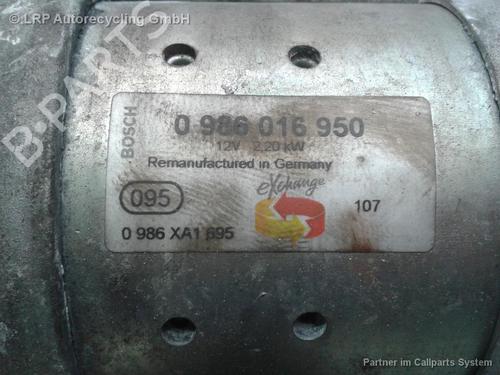 ©LRP Autorecycling GmbH
B-PARTS
BOSCH
0 986 016 950
12V 2,20 kW
Remanufactured in Germany
eXchange
095
107
0 986 XA1 695
Partner im Callparts System